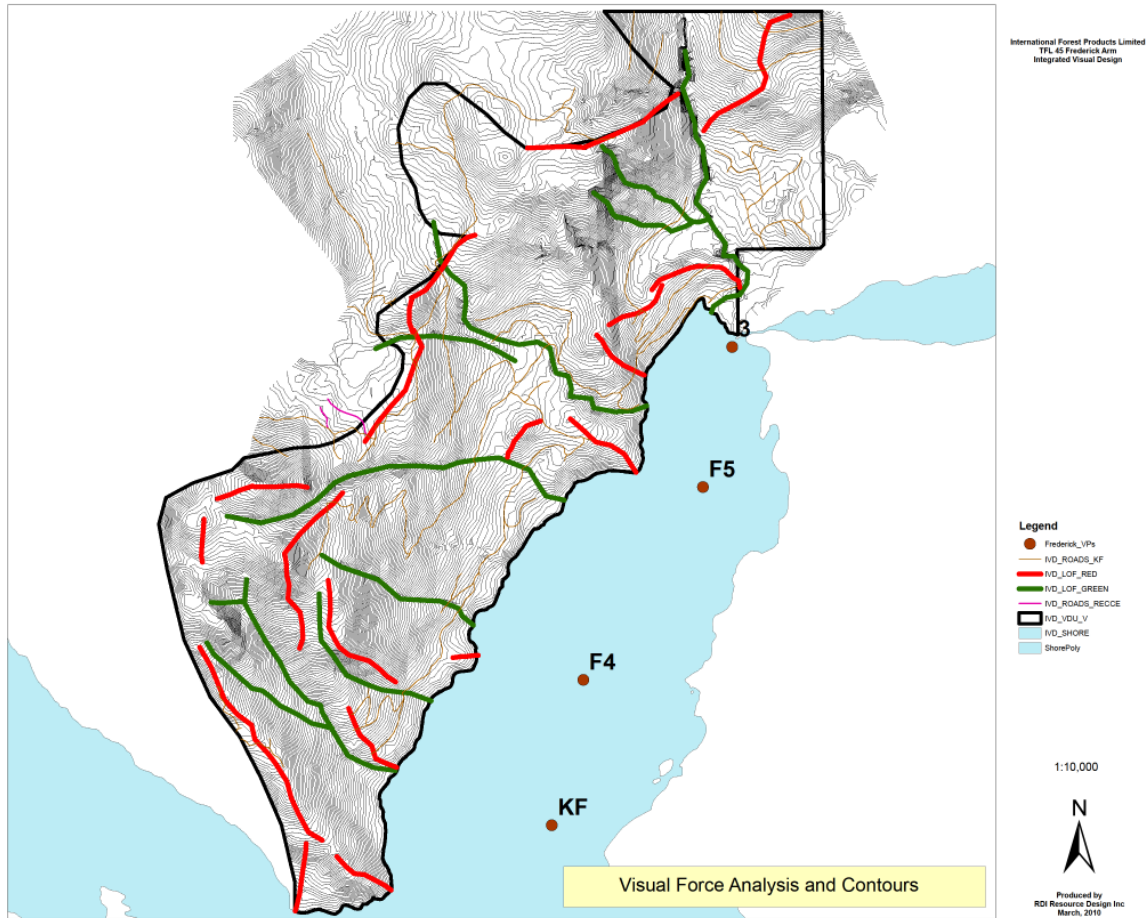 International Forest Products Limited
TFL 45 Frederick Arm
Integrated Visual Design
3
F5
F4
KF
Legend
Frederick_VPs
IVD_ROADS_KF
IVD_LOF_RED
IVD_LOF_GREEN
IVD_ROADS_RECCE
IVD_VDU_V
IVD_SHORE
ShorePoly
1:10,000
N
Visual Force Analysis and Contours
Produced by
RDI Resource Design Inc
March, 2010